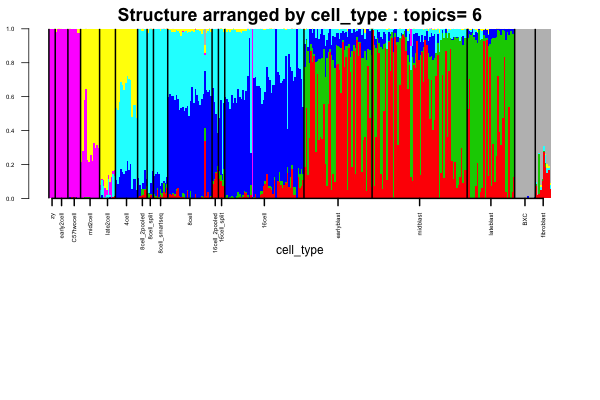 Structure arranged by cell_type : topics= 6
1.0
0.8
0.6
0.4
0.2
0.0
zy
early2cell
C57twocell
mid2cell
late2cell
4cell
8cell_2pooled
8cell_split
8cell_smartseq
8cell
16cell_2pooled
16cell_split
16cell
earlyblast
midblast
lateblast
BXC
fibroblast
cell_type